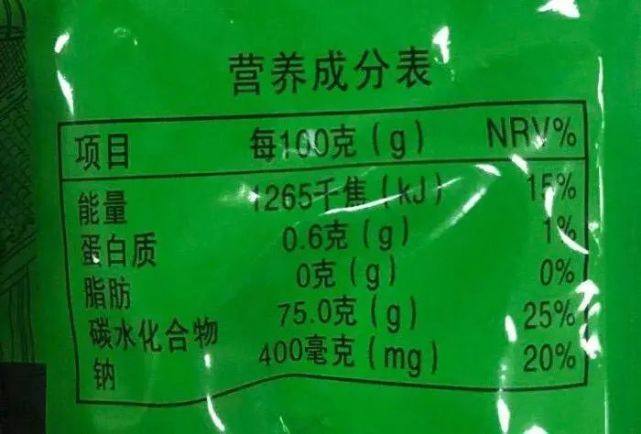 营养成分表
项目 每100克(g) NRV%
能量 1265千焦(kJ) 15%
蛋白质 0.6克(g) 1%
脂肪 0克(g) 0%
碳水化合物 75.0克(g) 25%
钠 400毫克(mg) 20%